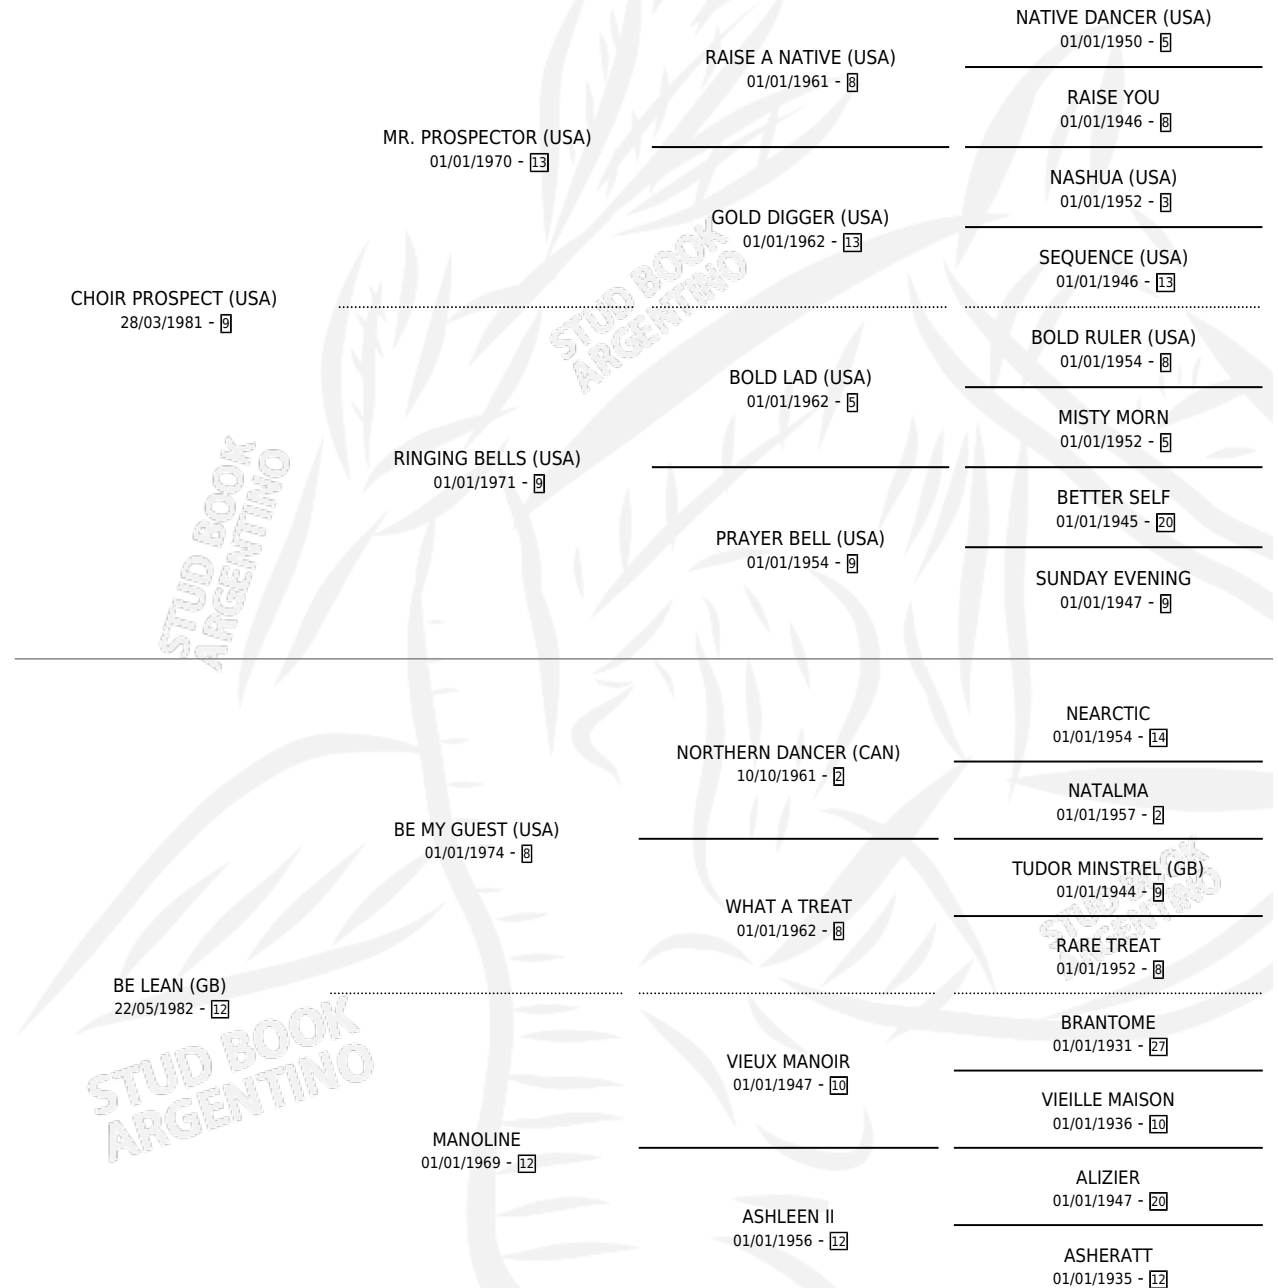 NATIVE DANCER (USA)
01/01/1950 - 5
RAISE A NATIVE (USA)
01/01/1961 - 8
RAISE YOU
01/01/1946 - 8
MR. PROSPECTOR (USA)
01/01/1970 - 13
NASHUA (USA)
01/01/1952 - 3
GOLD DIGGER (USA)
01/01/1962 - 13
SEQUENCE (USA)
01/01/1946 - 13
CHOIR PROSPECT (USA)
28/03/1981 - 9
STUD BOOK
ARGENTINO
BOLD RULER (USA)
01/01/1954 - 8
BOLD LAD (USA)
01/01/1962 - 5
MISTY MORN
01/01/1952 - 5
RINGING BELLS (USA)
01/01/1971 - 9
BETTER SELF
01/01/1945 - 20
PRAYER BELL (USA)
01/01/1954 - 9
SUNDAY EVENING
01/01/1947 - 9
STUD BOOK
ARGENTINO
NEARCTIC
01/01/1954 - 14
NORTHERN DANCER (CAN)
10/10/1961 - 2
NATALMA
01/01/1957 - 2
BE MY GUEST (USA)
01/01/1974 - 8
TUDOR MINSTREL (GB)
01/01/1944 - 9
WHAT A TREAT
01/01/1962 - 8
STUD BOOK
ARGENTINO
RARE TREAT
01/01/1952 - 8
BE LEAN (GB)
22/05/1982 - 12
BRANTOME
01/01/1931 - 27
VIEUX MANOIR
01/01/1947 - 10
VIEILLE MAISON
01/01/1936 - 10
STUD BOOK
ARGENTINO
MANOLINE
01/01/1969 - 12
ALIZIER
01/01/1947 - 20
ASHLEEN II
01/01/1956 - 12
ASHERATT
01/01/1935 - 12